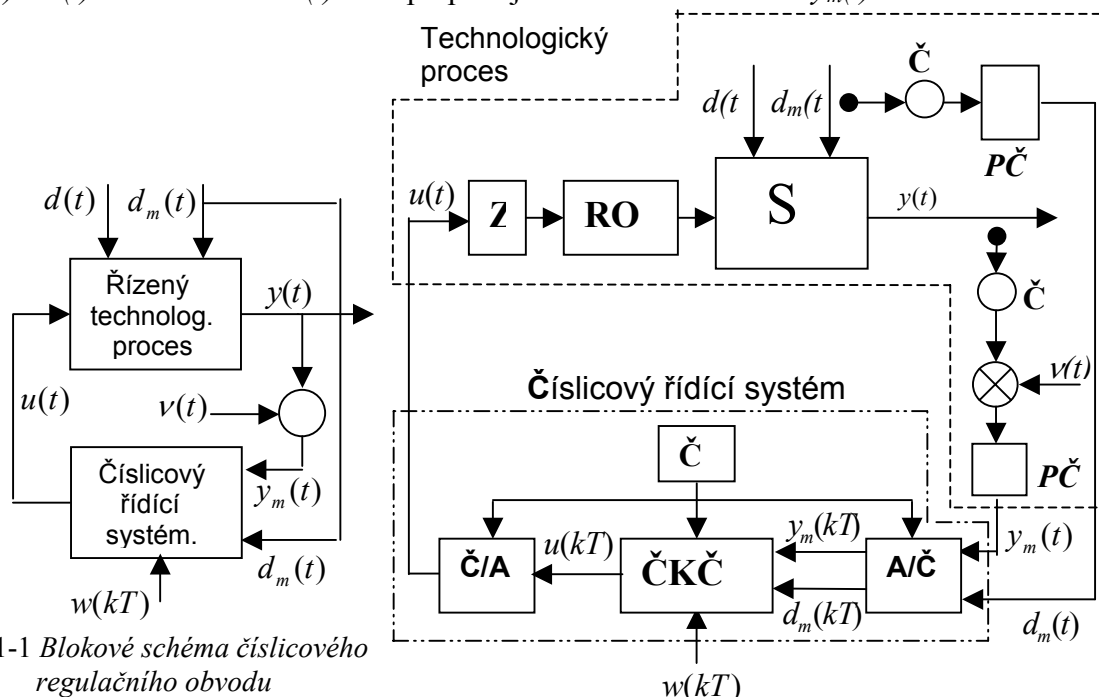 Technologický
proces
Č
d(t
d_m(t
PČ
u(t)
Z
RO
S
y(t)
Č
ν(t)
PČ
y_m(t)
d_m(t)
Číslicový řídící systém
Č
Č/A
u(kT)
ČKČ
y_m(kT)
d_m(kT)
A/Č
w(kT)
d(t)
d_m(t)
Řízený
technolog.
proces
y(t)
u(t)
ν(t)
Číslicový
řídící
systém.
y_m(t)
d_m(t)
w(kT)
1-1 Blokové schéma číslicového
regulačního obvodu